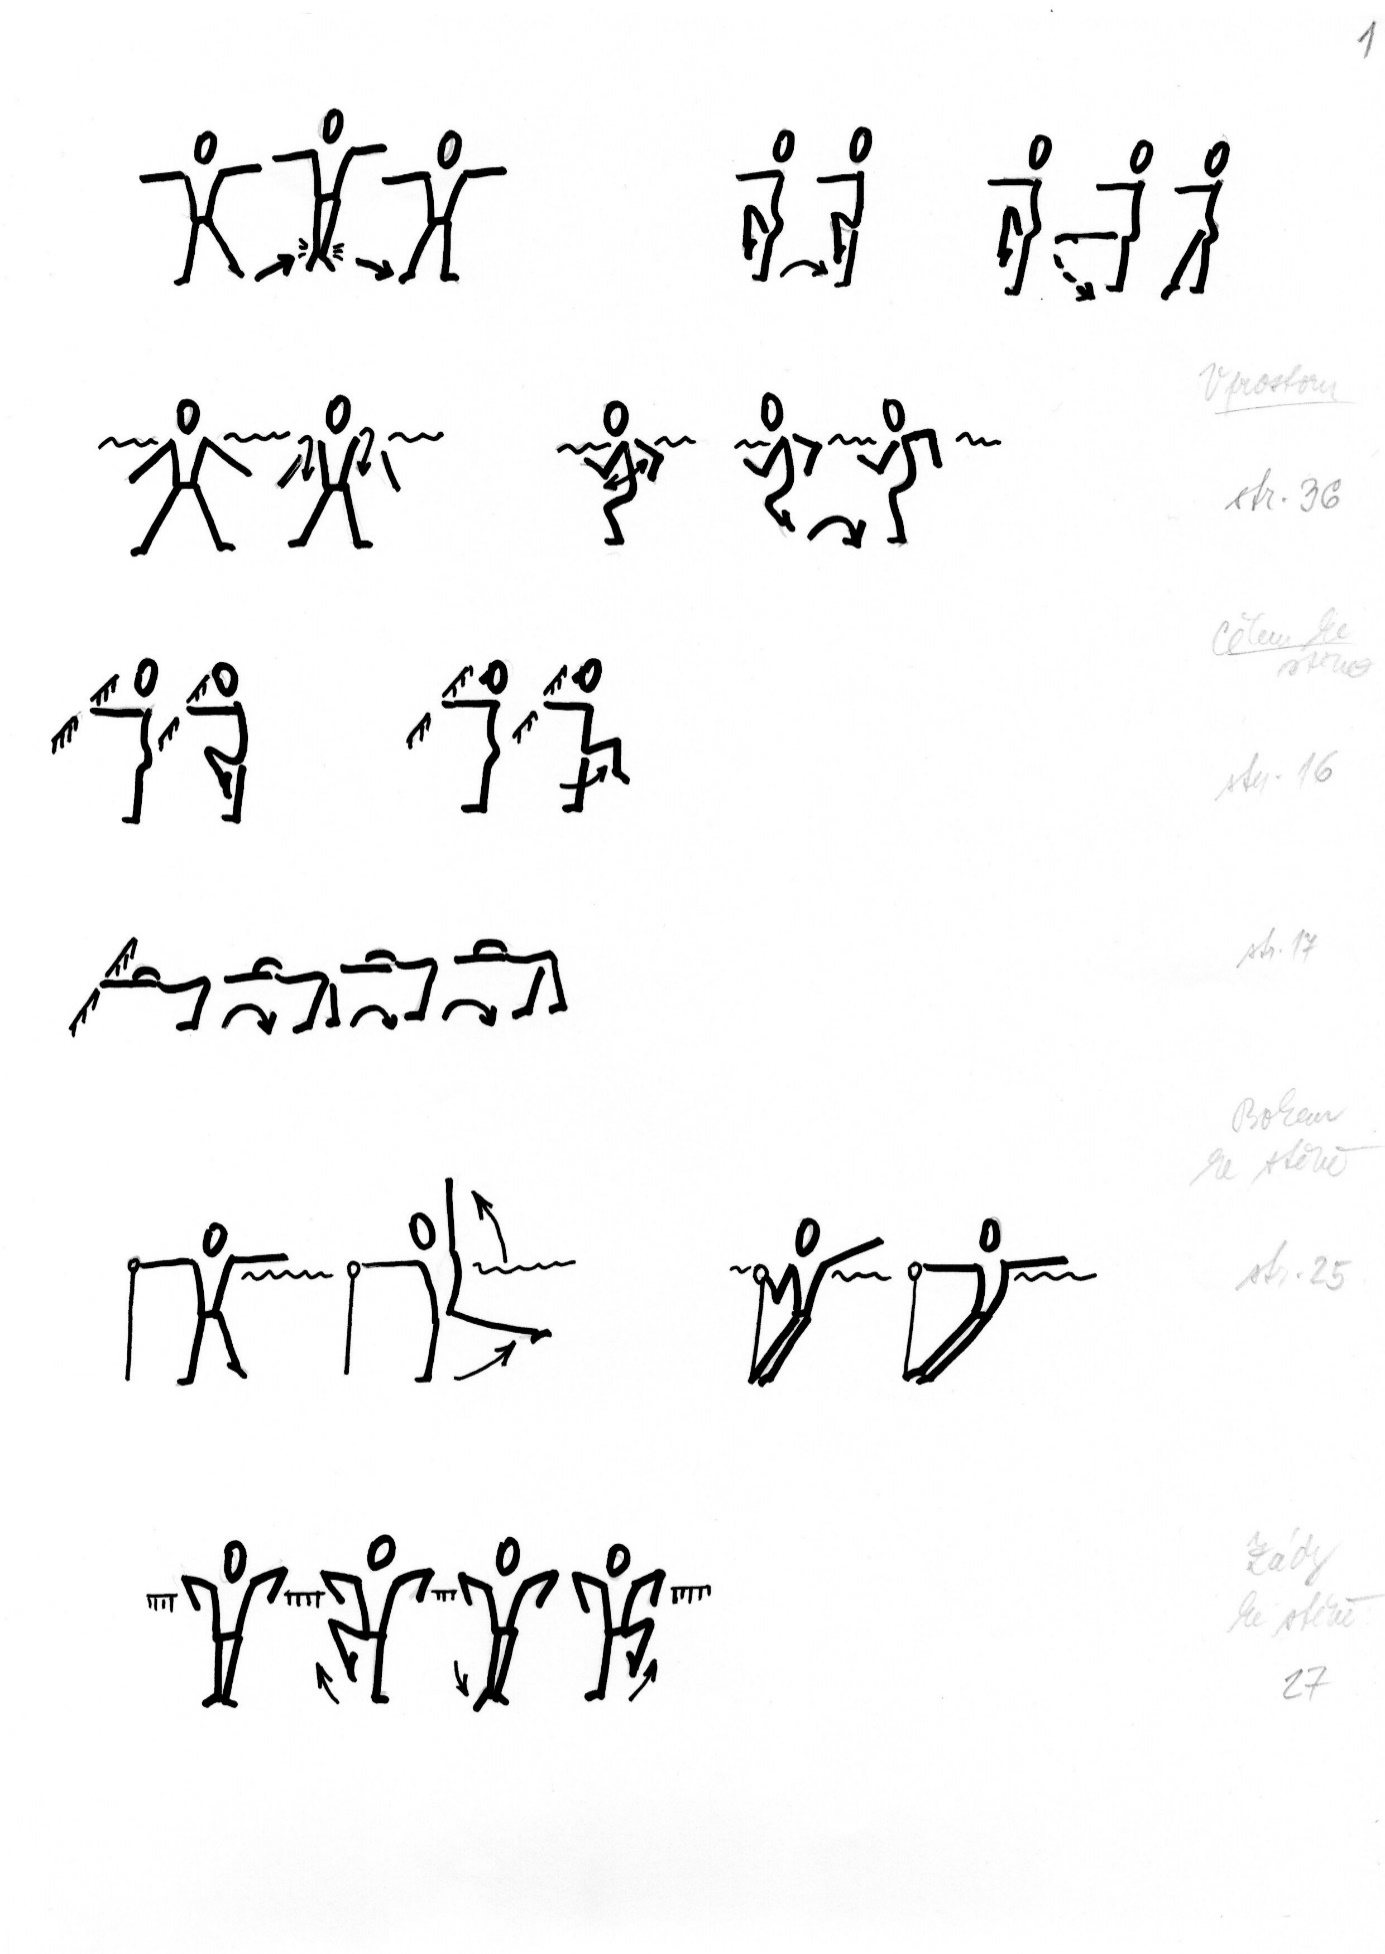 1
V prostoru
str. 36
Čelem ke
stěně
str. 16
str. 17
Bokem
ke stěně
str. 25
Zády
ke stěně
27